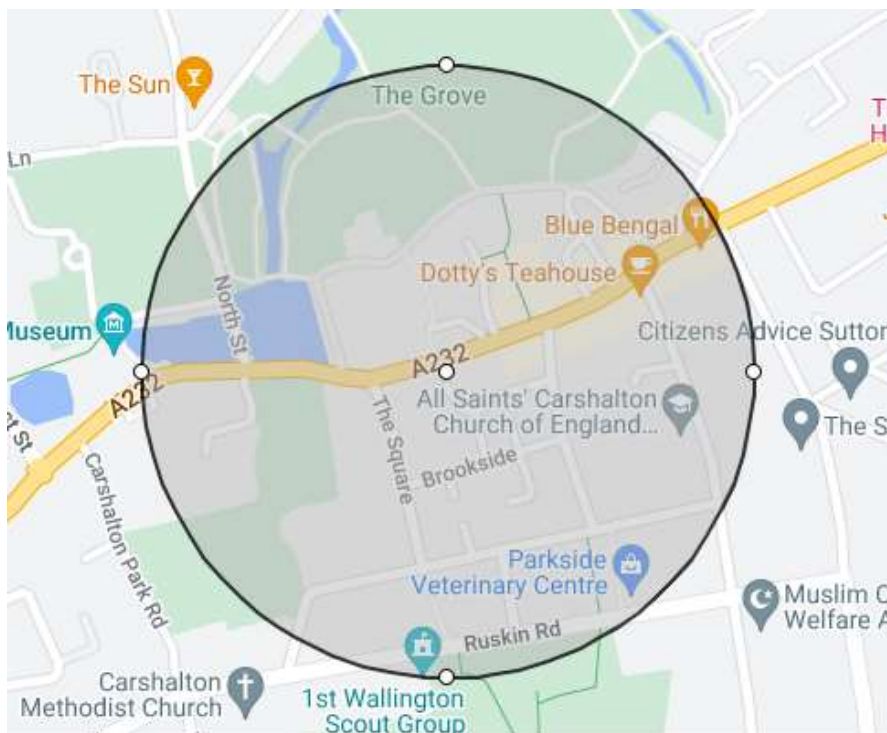 The Sun
The Grove
T
H
Ln
Blue Bengal
Dotty's Teahouse
North St
Museum
Citizens Advice Sutton
A232
A232
All Saints' Carshalton
Church of England...
The S
st St
The Square
Brookside
Carshalton Park Rd
Parkside
Veterinary Centre
Muslim C
Welfare A
Ruskin Rd
Carshalton
Methodist Church
1st Wallington
Scout Group